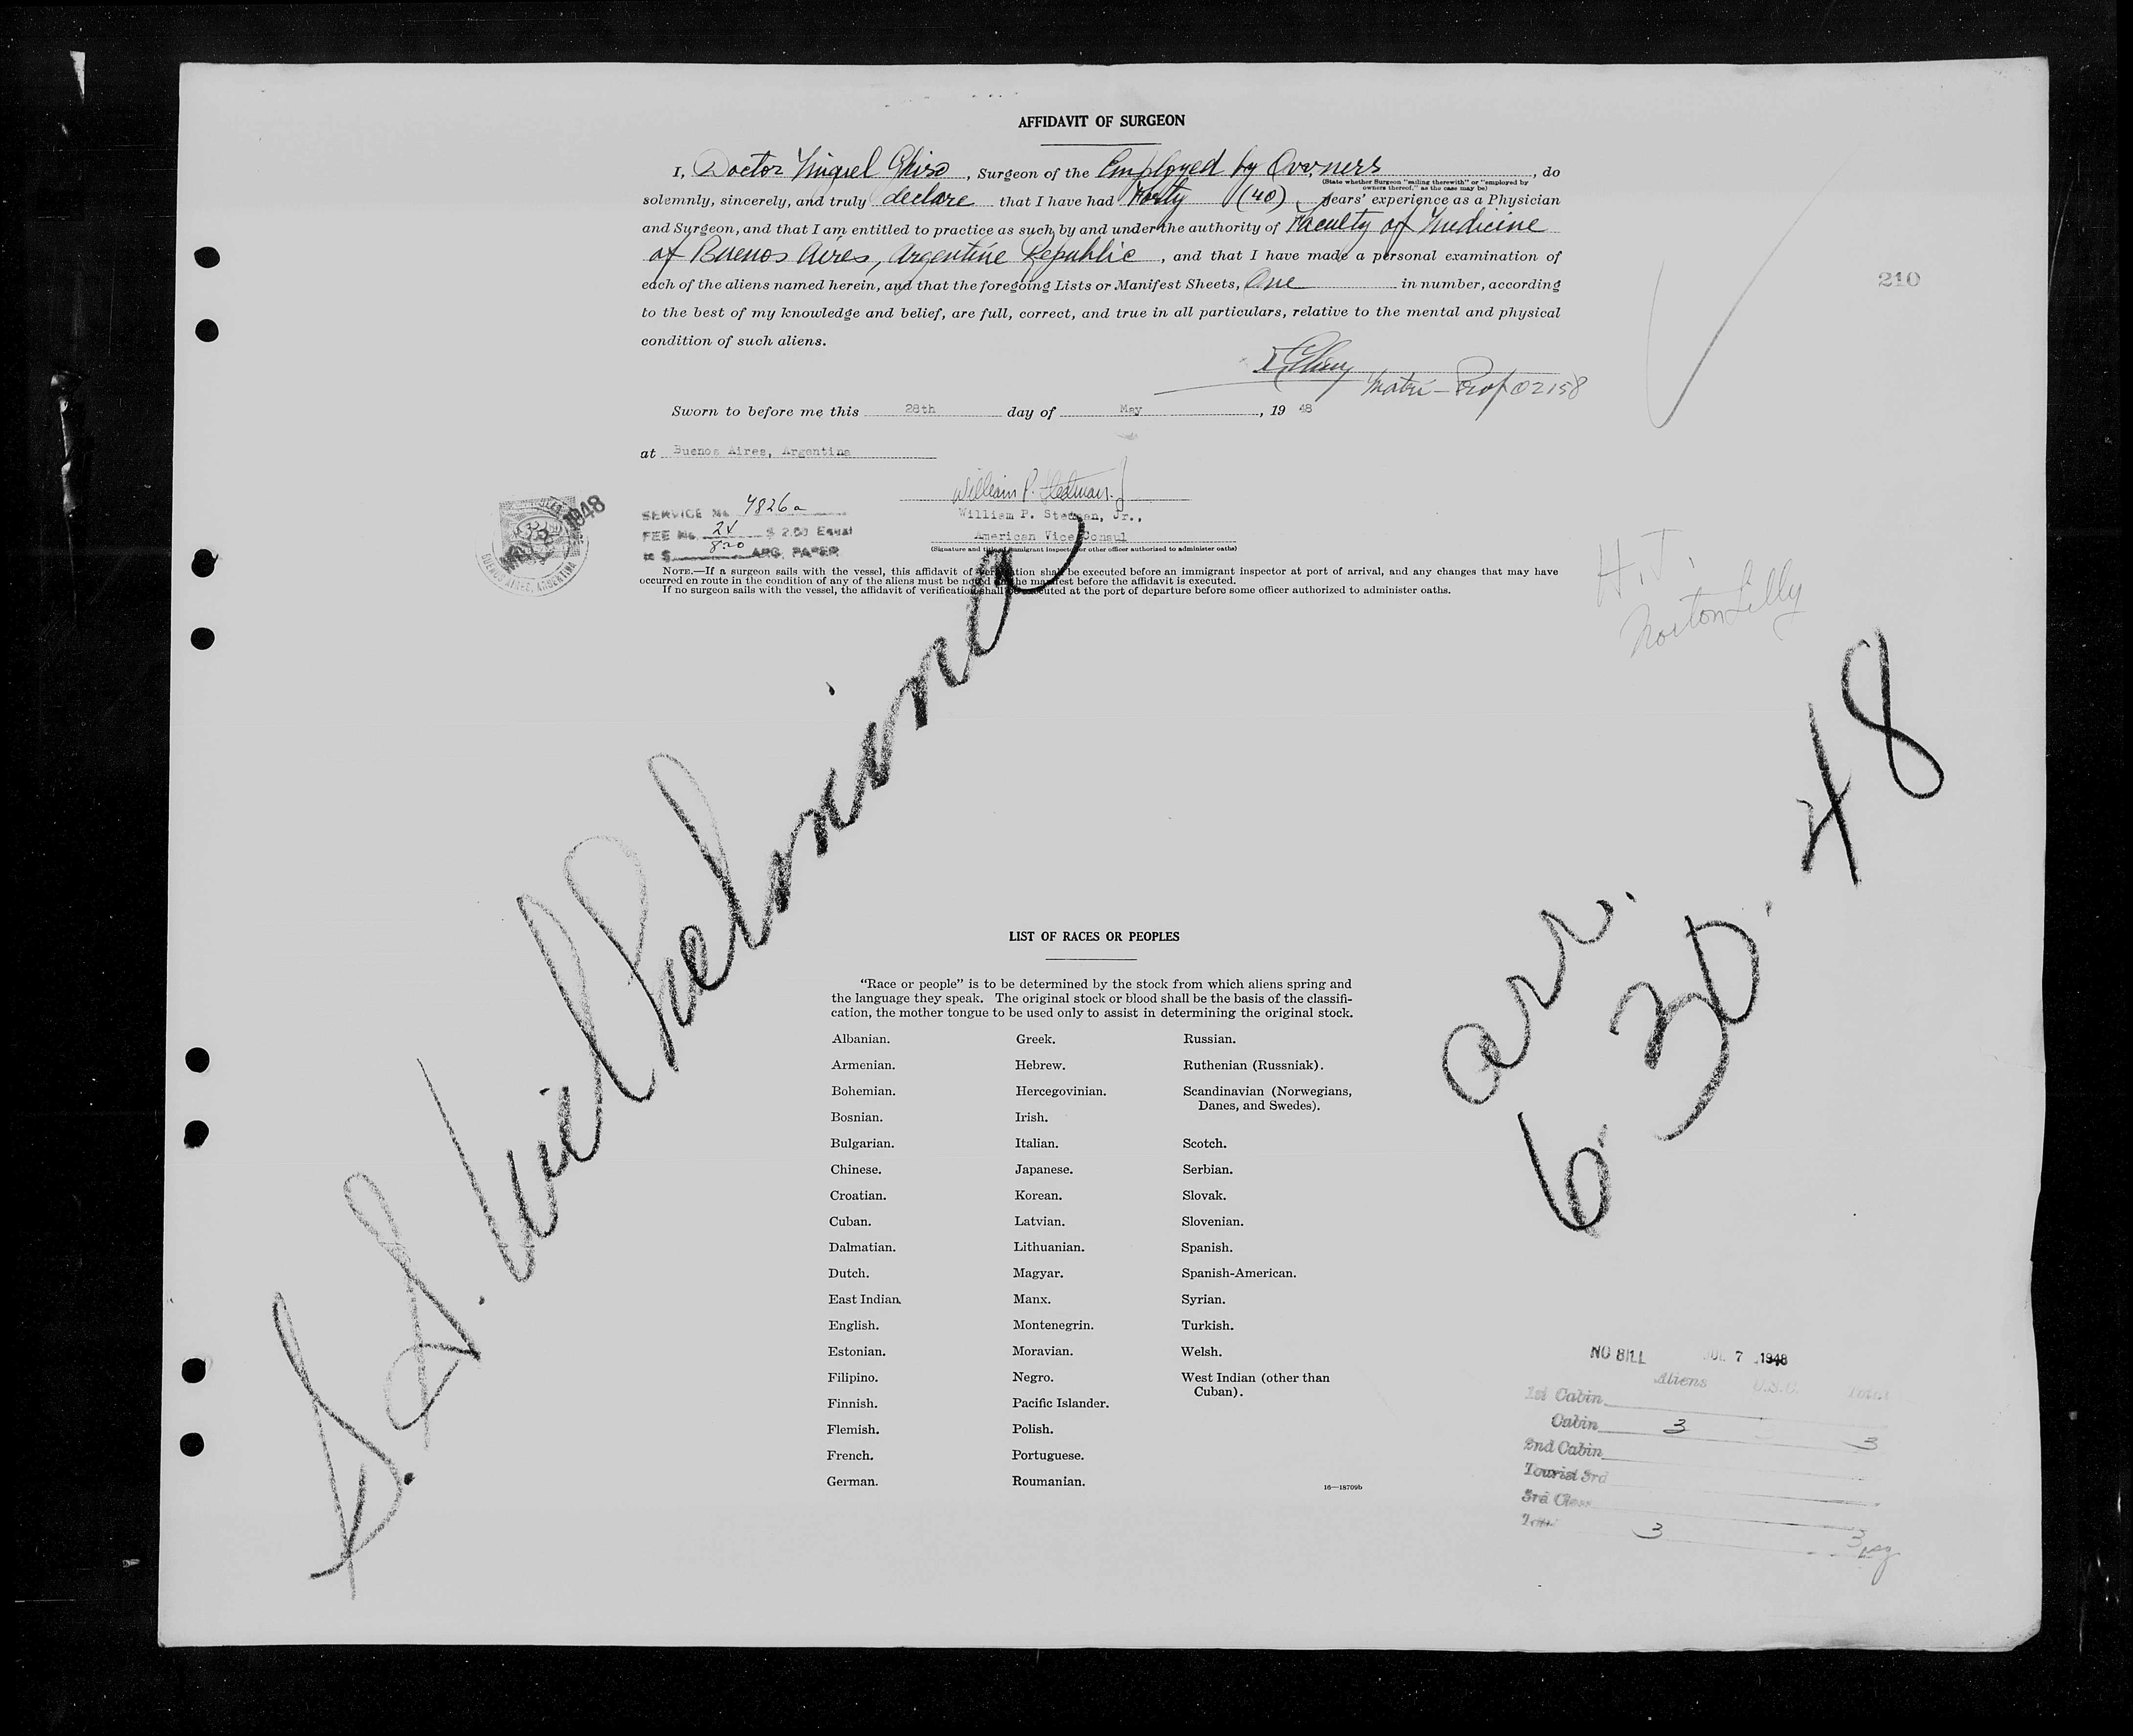 AFFIDAVIT OF SURGEON
I, Doctor Miguel Ghiso, Surgeon of the Employed by Owners, do
(State whether Surgeon "sailing therewith" or "employed by
owners thereof," as the case may be)
solemnly, sincerely, and truly declare that I have had Forty (40) years' experience as a Physician
and Surgeon, and that I am entitled to practice as such by and under the authority of Faculty of Medicine
of Buenos Aires, Argentine Republic, and that I have made a personal examination of
each of the aliens named herein, and that the foregoing Lists or Manifest Sheets, One in number, according
to the best of my knowledge and belief, are full, correct, and true in all particulars, relative to the mental and physical
condition of such aliens.
210
Matri-Prof 02158
Sworn to before me this 28th day of May, 19 48
at Buenos Aires, Argentina
William P. Stedman Jr
William P. Stedman, Jr.,
American Vice Consul
(Signature and title of immigrant inspector or other officer authorized to administer oaths)
1948
BUENOS AIRES, ARGENTINA
SERVICE No. 4826a
FEE No. 24 $ 2.00 Equal
to $ 8.20 ARG. PAPER
NOTE.—If a surgeon sails with the vessel, this affidavit of verification shall be executed before an immigrant inspector at port of arrival, and any changes that may have
occurred en route in the condition of any of the aliens must be noted on the manifest before the affidavit is executed.
If no surgeon sails with the vessel, the affidavit of verification shall be executed at the port of departure before some officer authorized to administer oaths.
H.J.
Norton Lilly
S.S. Wilhelmina
arr.
6.30.48
LIST OF RACES OR PEOPLES
"Race or people" is to be determined by the stock from which aliens spring and
the language they speak. The original stock or blood shall be the basis of the classifi-
cation, the mother tongue to be used only to assist in determining the original stock.
Albanian. Greek. Russian.
Armenian. Hebrew. Ruthenian (Russniak).
Bohemian. Hercegovinian. Scandinavian (Norwegians,
Danes, and Swedes).
Bosnian. Irish.
Bulgarian. Italian. Scotch.
Chinese. Japanese. Serbian.
Croatian. Korean. Slovak.
Cuban. Latvian. Slovenian.
Dalmatian. Lithuanian. Spanish.
Dutch. Magyar. Spanish-American.
East Indian. Manx. Syrian.
English. Montenegrin. Turkish.
Estonian. Moravian. Welsh.
Filipino. Negro. West Indian (other than
Cuban).
Finnish. Pacific Islander.
Flemish. Polish.
French. Portuguese.
German. Roumanian.
16—18709b
NO BILL JUL 7 1948
Aliens U.S.C. Total
1st Cabin
Cabin 3 3
2nd Cabin
Tourist 3rd
3rd Class
Total 3 3